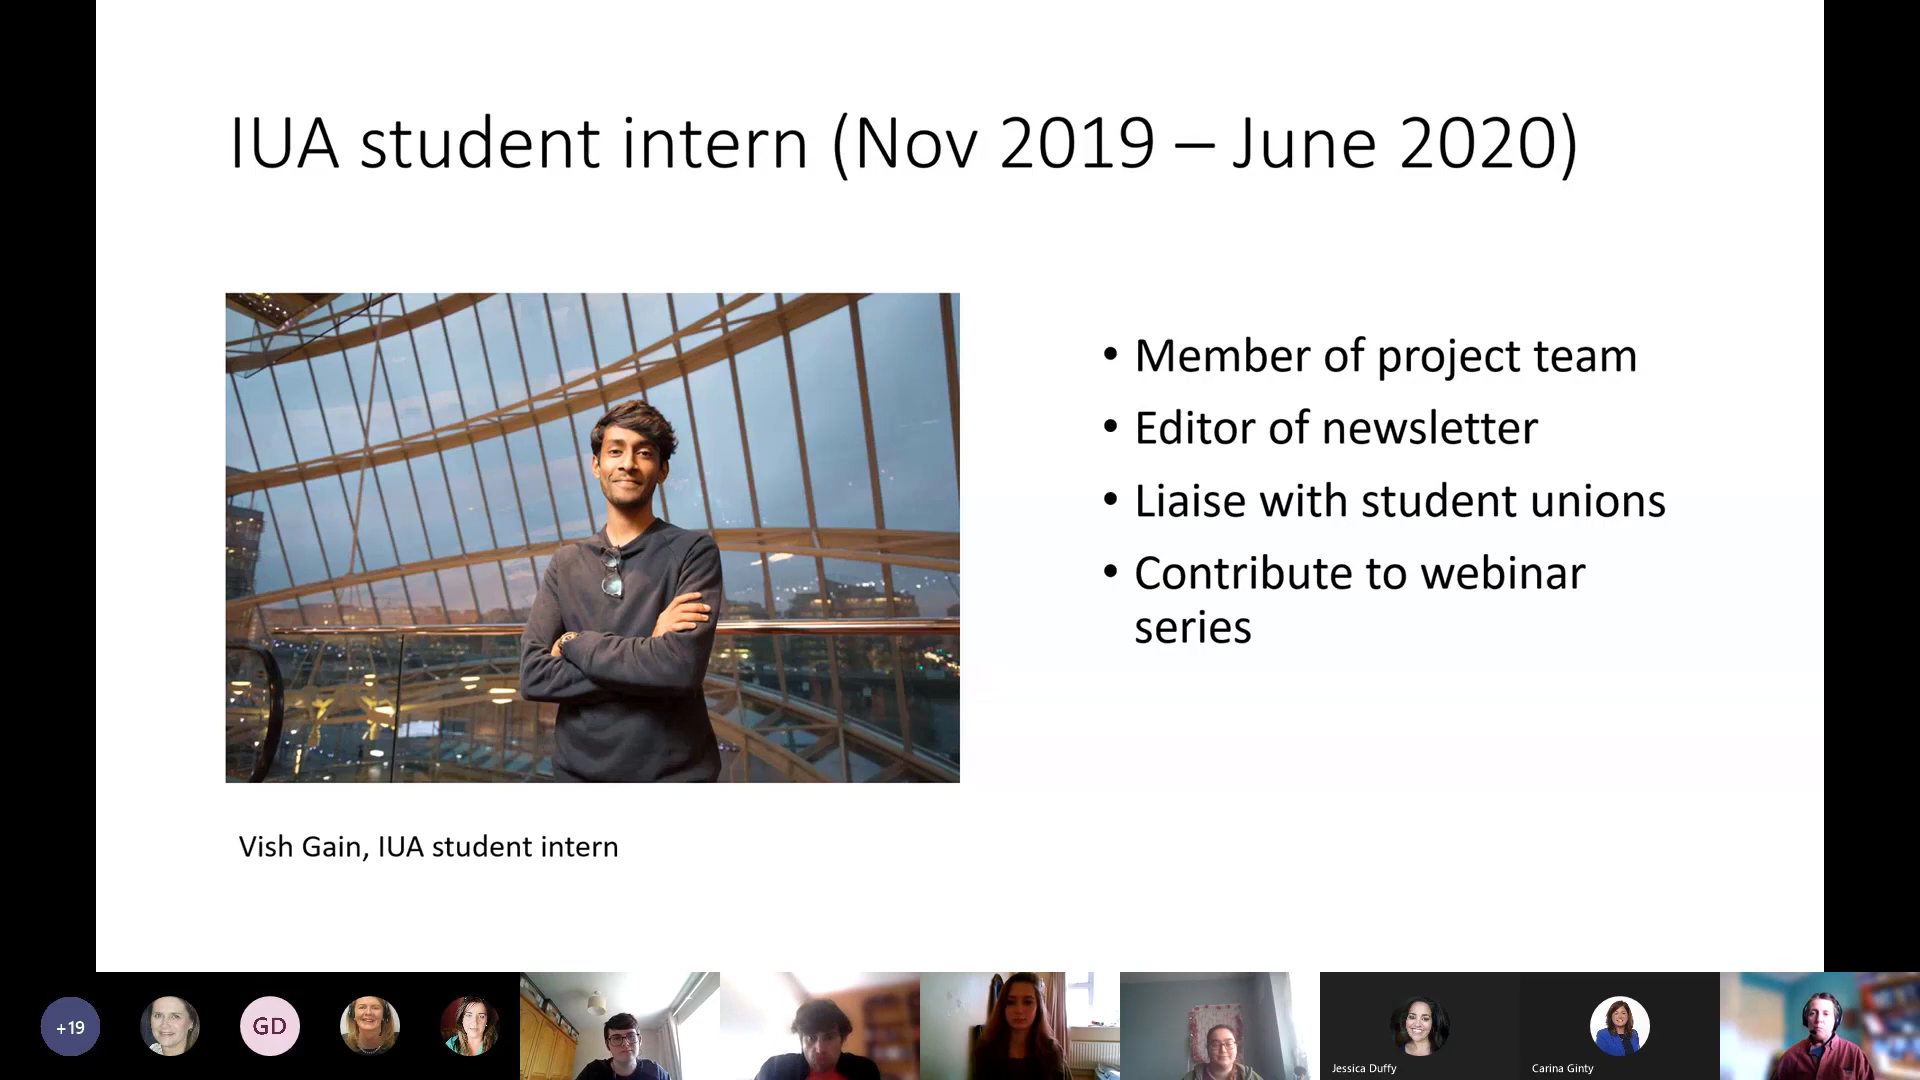 IUA student intern (Nov 2019 – June 2020)
• Member of project team
• Editor of newsletter
• Liaise with student unions
• Contribute to webinar
series
Vish Gain, IUA student intern
+19
GD
Jessica Duffy
Carina Ginty